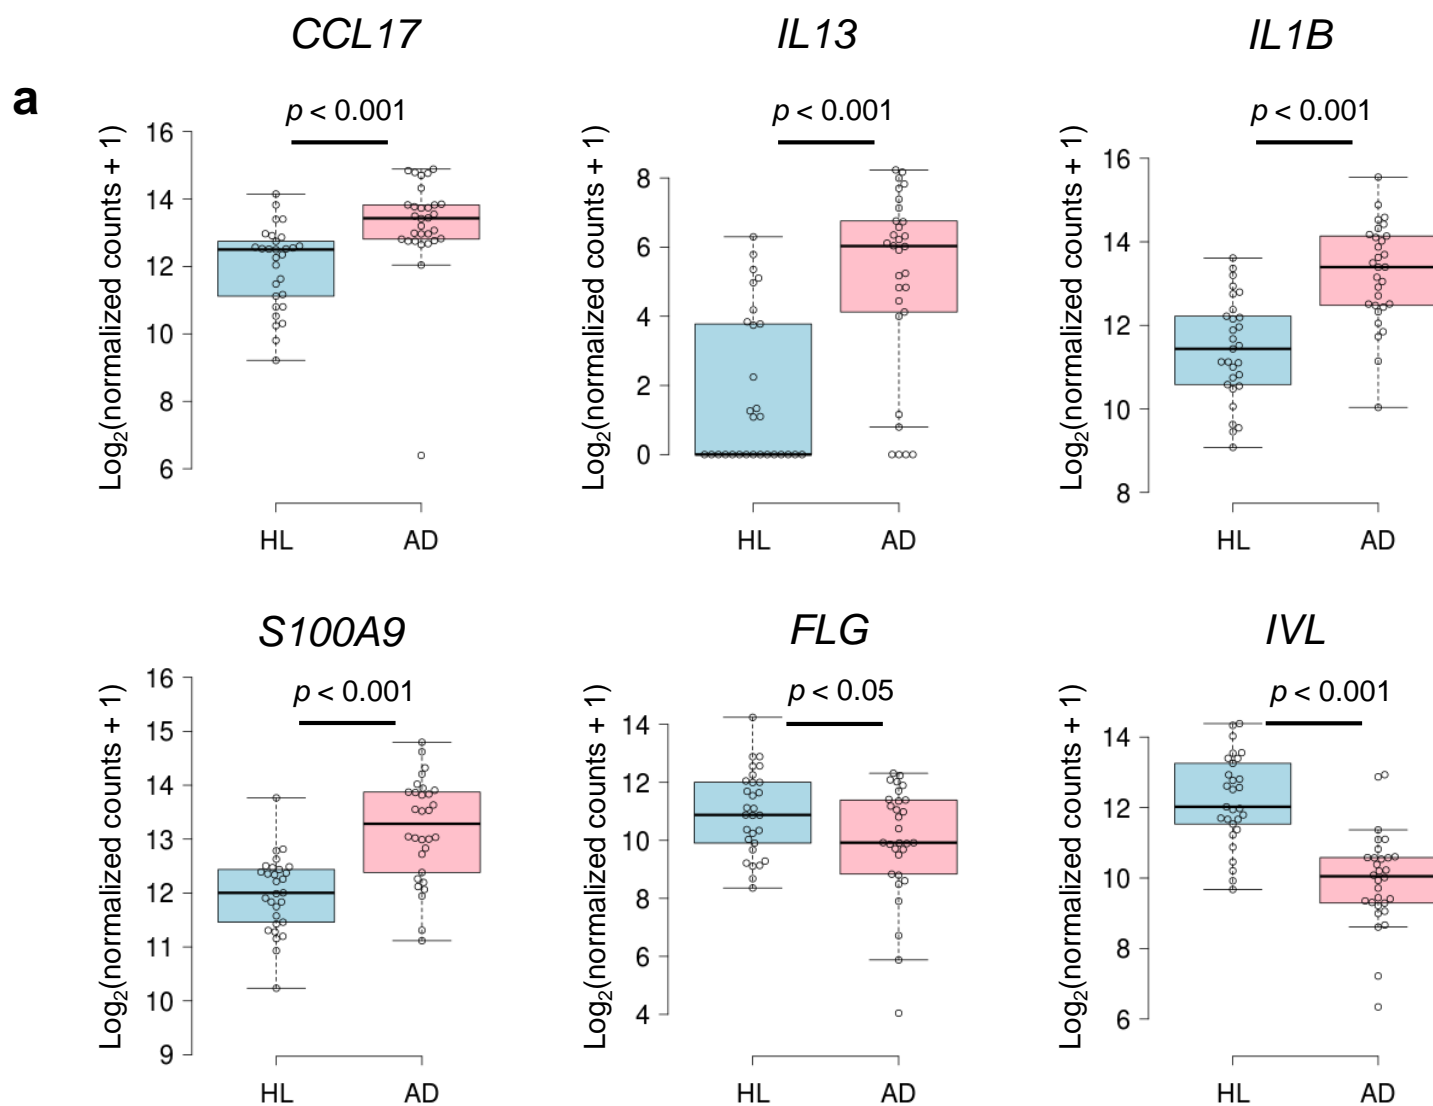 a
CCL17
p < 0.001
Log2(normalized counts + 1)
16
14
12
10
8
6
HL AD
IL13
p < 0.001
Log2(normalized counts + 1)
8
6
4
2
0
HL AD
IL1B
p < 0.001
Log2(normalized counts + 1)
16
14
12
10
8
HL AD
S100A9
p < 0.001
Log2(normalized counts + 1)
16
15
14
13
12
11
10
9
HL AD
FLG
p < 0.05
Log2(normalized counts + 1)
14
12
10
8
6
4
HL AD
IVL
p < 0.001
Log2(normalized counts + 1)
14
12
10
8
6
HL AD